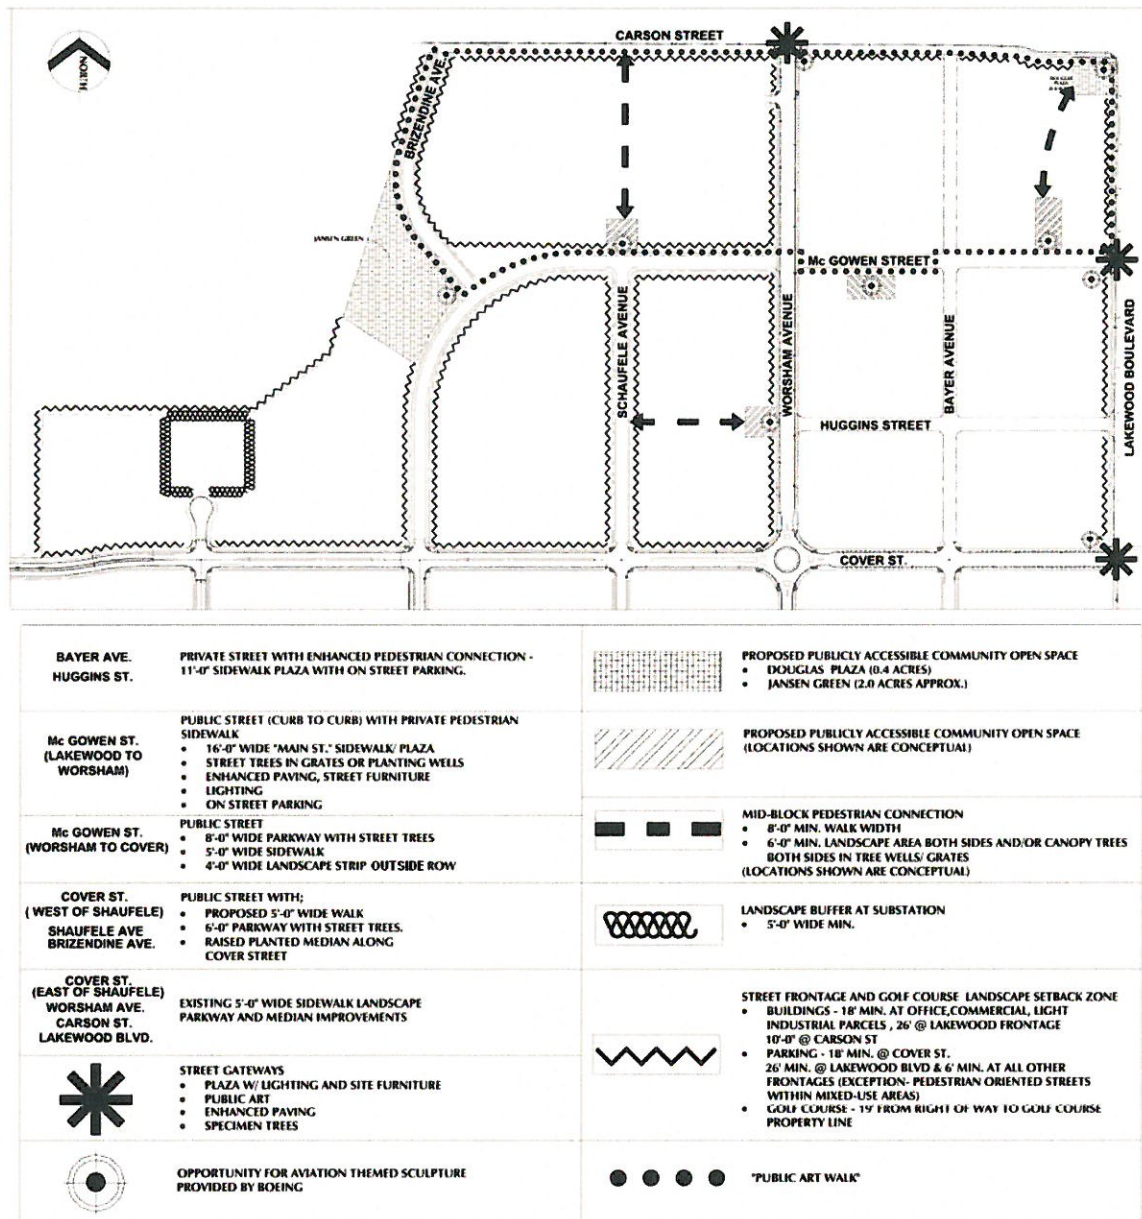 NORTH
CARSON STREET
BRIZENDINE AVE.
DOUGLAS
PLAZA
JANSEN GREEN
Mc GOWEN STREET
SCHAUFELE AVENUE
WORSHAM AVENUE
BAYER AVENUE
LAKEWOOD BOULEVARD
HUGGINS STREET
COVER ST.
BAYER AVE.
HUGGINS ST.
PRIVATE STREET WITH ENHANCED PEDESTRIAN CONNECTION -
11'-0" SIDEWALK PLAZA WITH ON STREET PARKING.
Mc GOWEN ST.
(LAKEWOOD TO
WORSHAM)
PUBLIC STREET (CURB TO CURB) WITH PRIVATE PEDESTRIAN
SIDEWALK
• 16'-0" WIDE "MAIN ST." SIDEWALK/ PLAZA
• STREET TREES IN GRATES OR PLANTING WELLS
• ENHANCED PAVING, STREET FURNITURE
• LIGHTING
• ON STREET PARKING
Mc GOWEN ST.
(WORSHAM TO COVER)
PUBLIC STREET
• 8'-0" WIDE PARKWAY WITH STREET TREES
• 5'-0" WIDE SIDEWALK
• 4'-0" WIDE LANDSCAPE STRIP OUTSIDE ROW
COVER ST.
( WEST OF SHAUFELE)
SHAUFELE AVE
BRIZENDINE AVE.
PUBLIC STREET WITH;
• PROPOSED 5'-0" WIDE WALK
• 6'-0" PARKWAY WITH STREET TREES.
• RAISED PLANTED MEDIAN ALONG
COVER STREET
COVER ST.
(EAST OF SHAUFELE)
WORSHAM AVE.
CARSON ST.
LAKEWOOD BLVD.
EXISTING 5'-0" WIDE SIDEWALK LANDSCAPE
PARKWAY AND MEDIAN IMPROVEMENTS
STREET GATEWAYS
• PLAZA W/ LIGHTING AND SITE FURNITURE
• PUBLIC ART
• ENHANCED PAVING
• SPECIMEN TREES
OPPORTUNITY FOR AVIATION THEMED SCULPTURE
PROVIDED BY BOEING
PROPOSED PUBLICLY ACCESSIBLE COMMUNITY OPEN SPACE
• DOUGLAS PLAZA (0.4 ACRES)
• JANSEN GREEN (2.0 ACRES APPROX.)
PROPOSED PUBLICLY ACCESSIBLE COMMUNITY OPEN SPACE
(LOCATIONS SHOWN ARE CONCEPTUAL)
MID-BLOCK PEDESTRIAN CONNECTION
• 8'-0" MIN. WALK WIDTH
• 6'-0" MIN. LANDSCAPE AREA BOTH SIDES AND/OR CANOPY TREES
BOTH SIDES IN TREE WELLS/ GRATES
(LOCATIONS SHOWN ARE CONCEPTUAL)
LANDSCAPE BUFFER AT SUBSTATION
• 5'-0" WIDE MIN.
STREET FRONTAGE AND GOLF COURSE LANDSCAPE SETBACK ZONE
• BUILDINGS - 18' MIN. AT OFFICE,COMMERCIAL, LIGHT
INDUSTRIAL PARCELS , 26' @ LAKEWOOD FRONTAGE
10'-0" @ CARSON ST
• PARKING - 18' MIN. @ COVER ST.
26' MIN. @ LAKEWOOD BLVD & 6' MIN. AT ALL OTHER
FRONTAGES (EXCEPTION- PEDESTRIAN ORIENTED STREETS
WITHIN MIXED-USE AREAS)
• GOLF COURSE - 19' FROM RIGHT OF WAY TO GOLF COURSE
PROPERTY LINE
"PUBLIC ART WALK"